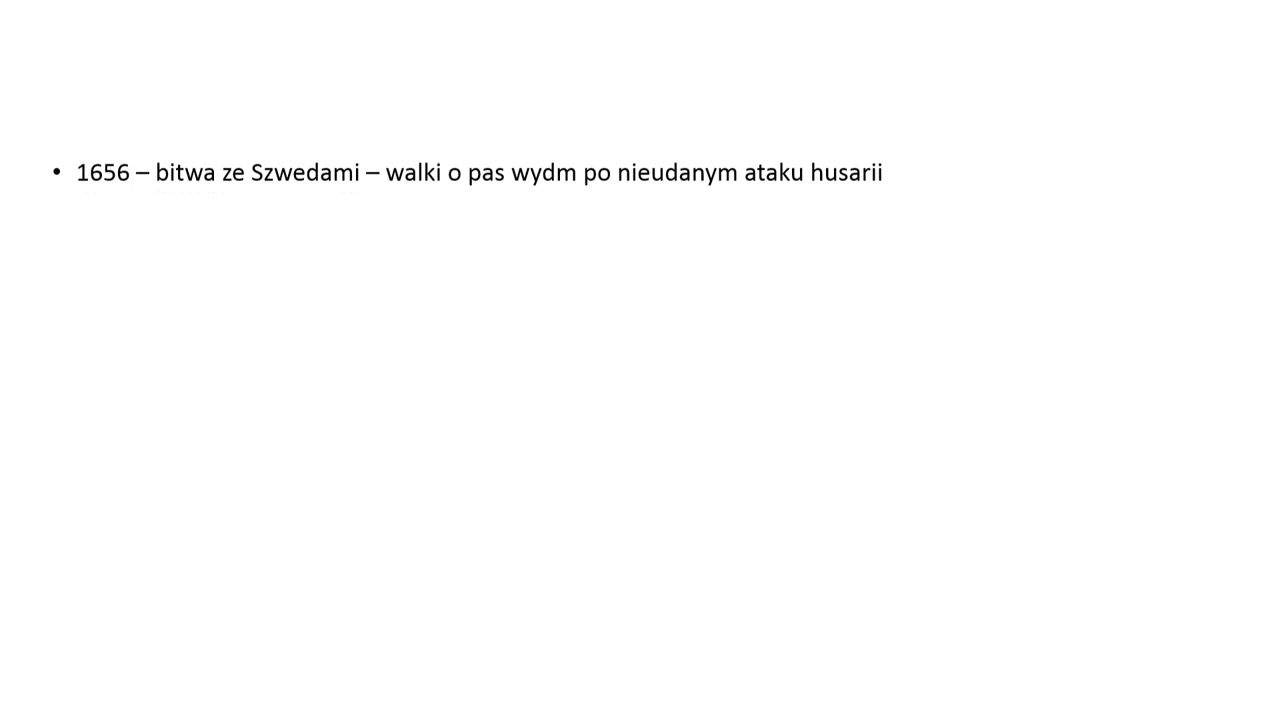 • 1656 – bitwa ze Szwedami – walki o pas wydm po nieudanym ataku husarii